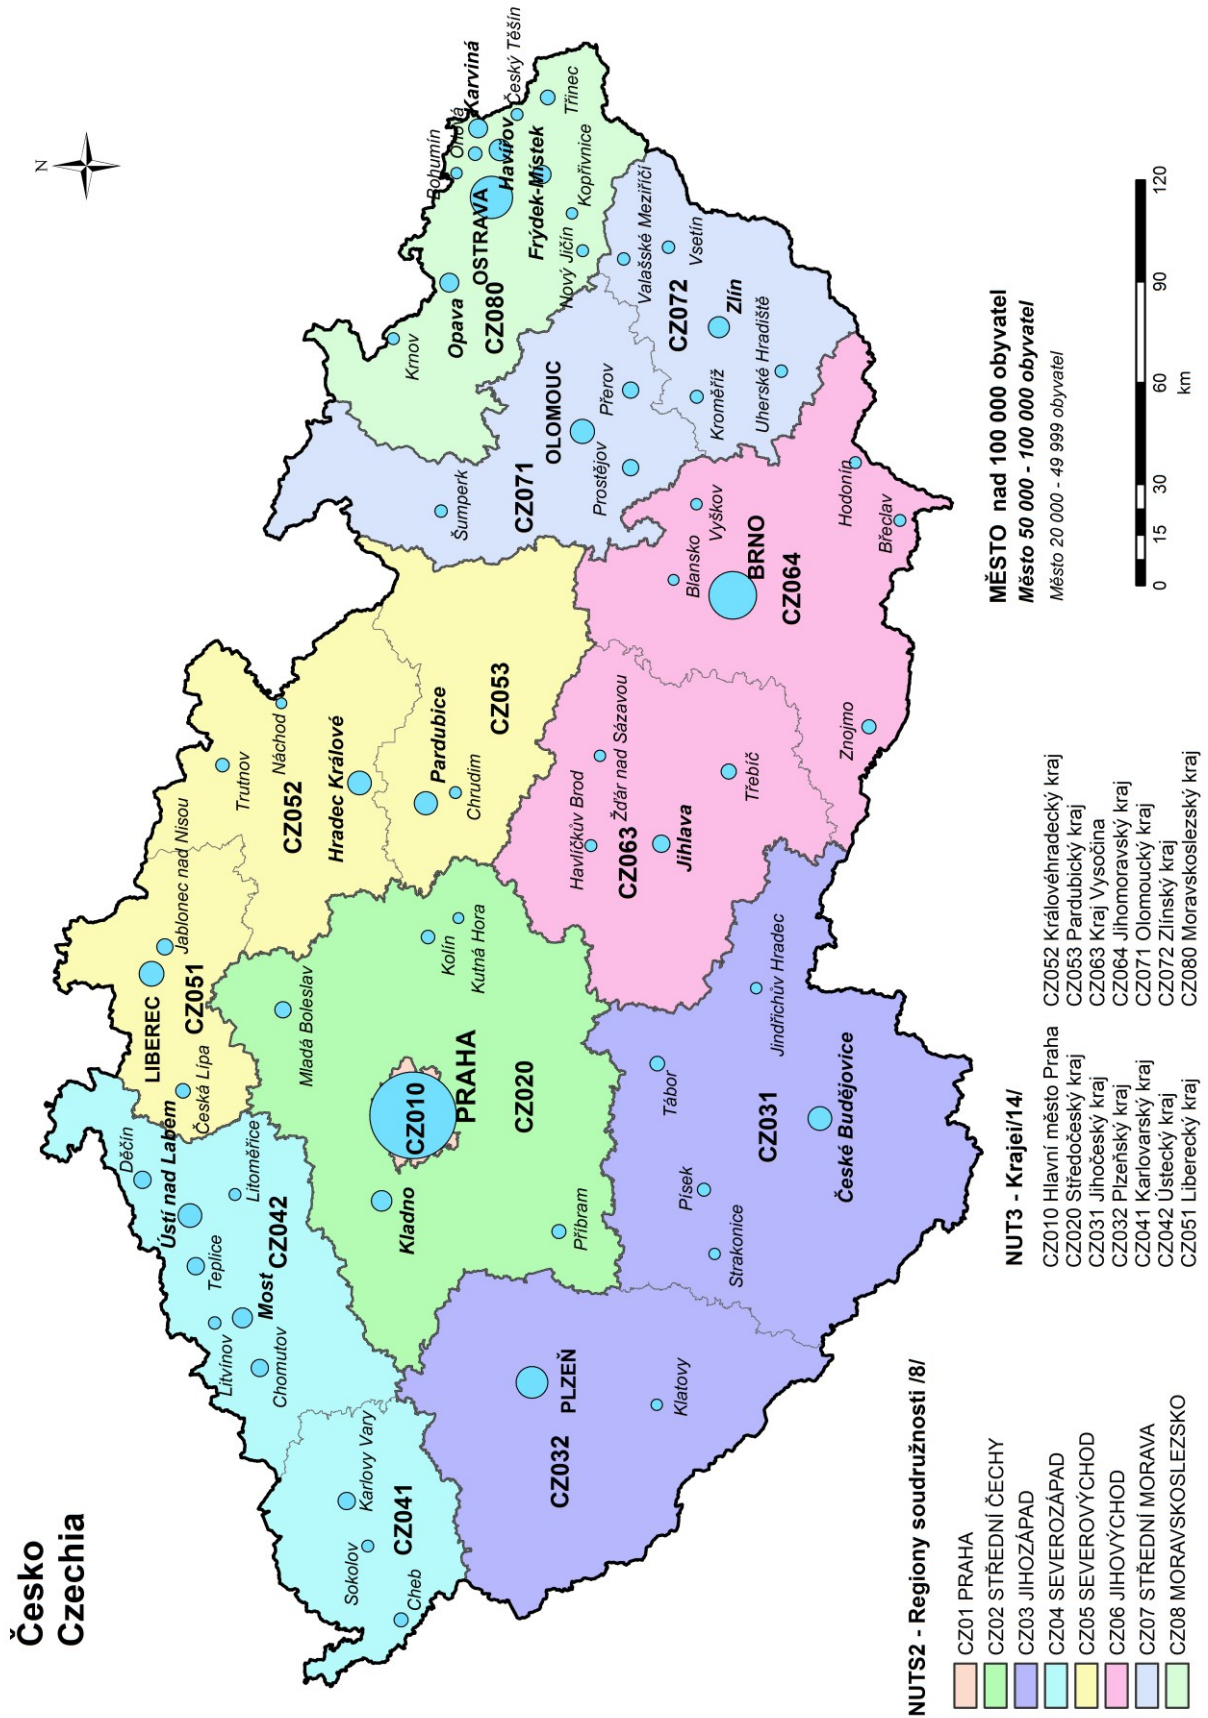 Česko
Czechia
N
Děčín
LIBEREC
Jablonec nad Nisou
Česká Lípa
CZ051
Ústí nad Labem
Teplice
Litoměřice
Litvínov
Most
CZ042
Chomutov
Trutnov
Náchod
CZ052
Hradec Králové
Mladá Boleslav
Sokolov
Karlovy Vary
CZ041
Cheb
Kladno
CZ010
PRAHA
CZ020
Kolín
Kutná Hora
Příbram
Pardubice
Chrudim
CZ053
Krnov
Opava
CZ080
OSTRAVA
Bohumín
Orlová
Karviná
Havířov
Český Těšín
Frýdek-Místek
Třinec
Nový Jičín
Kopřivnice
Šumperk
CZ071
OLOMOUC
Prostějov
Přerov
Valašské Meziříčí
Vsetín
CZ072
Kroměříž
Zlín
Uherské Hradiště
CZ032
PLZEŇ
Klatovy
Tábor
Písek
Strakonice
CZ031
Jindřichův Hradec
České Budějovice
Havlíčkův Brod
Žďár nad Sázavou
CZ063
Jihlava
Třebíč
Blansko
Vyškov
BRNO
CZ064
Znojmo
Hodonín
Břeclav
NUTS2 - Regiony soudružnosti /8/
CZ01 PRAHA
CZ02 STŘEDNÍ ČECHY
CZ03 JIHOZÁPAD
CZ04 SEVEROZÁPAD
CZ05 SEVEROVÝCHOD
CZ06 JIHOVÝCHOD
CZ07 STŘEDNÍ MORAVA
CZ08 MORAVSKOSLEZSKO
NUT3 - Krajei/14/
CZ010 Hlavní město Praha
CZ020 Středočeský kraj
CZ031 Jihočeský kraj
CZ032 Plzeňský kraj
CZ041 Karlovarský kraj
CZ042 Ústecký kraj
CZ051 Liberecký kraj
CZ052 Královéhradecký kraj
CZ053 Pardubický kraj
CZ063 Kraj Vysočina
CZ064 Jihomoravský kraj
CZ071 Olomoucký kraj
CZ072 Zlínský kraj
CZ080 Moravskoslezský kraj
MĚSTO nad 100 000 obyvatel
Město 50 000 - 100 000 obyvatel
Město 20 000 - 49 999 obyvatel
0 15 30 60 90 120
km